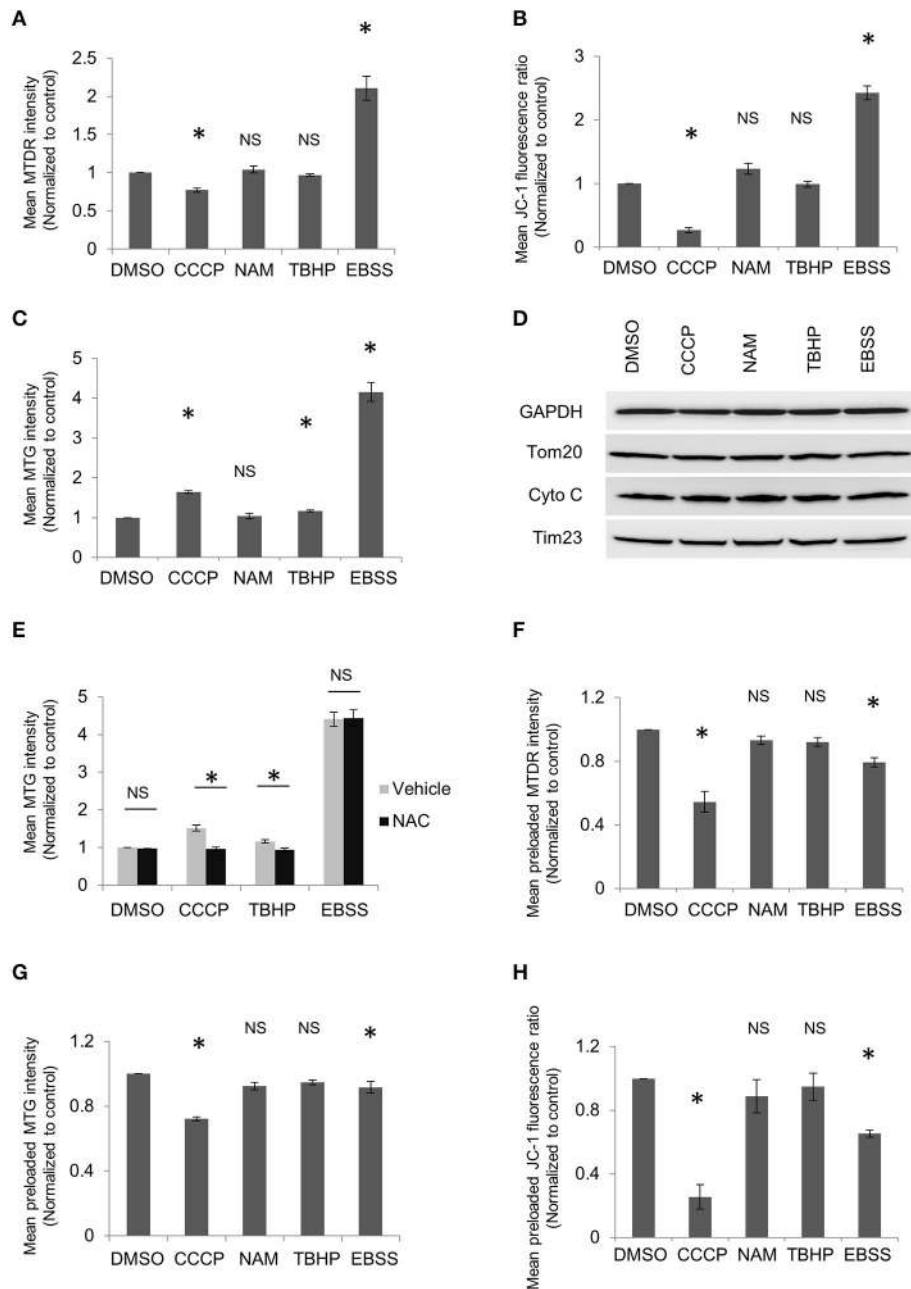 A
Mean MTDR intensity
(Normalized to control)
2.5
2
1.5
1
0.5
0
*
NS
NS
*
DMSO CCCP NAM TBHP EBSS
B
Mean JC-1 fluorescence ratio
(Normalized to control)
3
2
1
0
*
NS
NS
*
DMSO CCCP NAM TBHP EBSS
C
Mean MTG intensity
(Normalized to control)
5
4
3
2
1
0
*
NS
*
*
DMSO CCCP NAM TBHP EBSS
D
DMSO
CCCP
NAM
TBHP
EBSS
GAPDH
Tom20
Cyto C
Tim23
E
Mean MTG intensity
(Normalized to control)
5
4
3
2
1
0
NS
*
*
NS
Vehicle
NAC
DMSO CCCP TBHP EBSS
F
Mean preloaded MTDR intensity
(Normalized to control)
1.2
0.8
0.4
0
*
NS
NS
*
DMSO CCCP NAM TBHP EBSS
G
Mean preloaded MTG intensity
(Normalized to control)
1.2
0.8
0.4
0
*
NS
NS
*
DMSO CCCP NAM TBHP EBSS
H
Mean preloaded JC-1 fluorescence ratio
(Normalized to control)
1.2
0.8
0.4
0
*
NS
NS
*
DMSO CCCP NAM TBHP EBSS